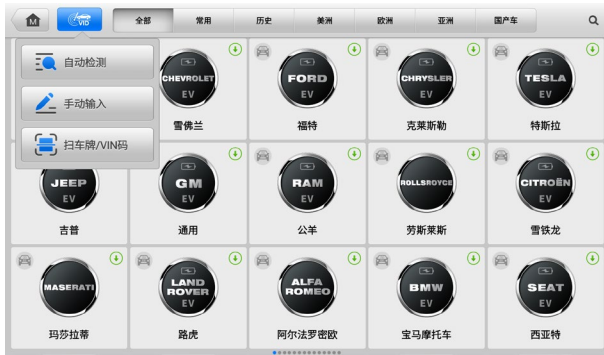 M
VID
全部
常用
历史
美洲
欧洲
亚洲
国产车
自动检测
手动输入
扫车牌/VIN码
CHEVROLET
EV
雪佛兰
FORD
EV
福特
CHRYSLER
EV
克莱斯勒
TESLA
EV
特斯拉
JEEP
EV
吉普
GM
EV
通用
RAM
EV
公羊
ROLLSROYCE
劳斯莱斯
CITROËN
EV
雪铁龙
MASERATI
玛莎拉蒂
LAND
ROVER
EV
路虎
ALFA
ROMEO
阿尔法罗密欧
BMW
EV
宝马摩托车
SEAT
EV
西亚特